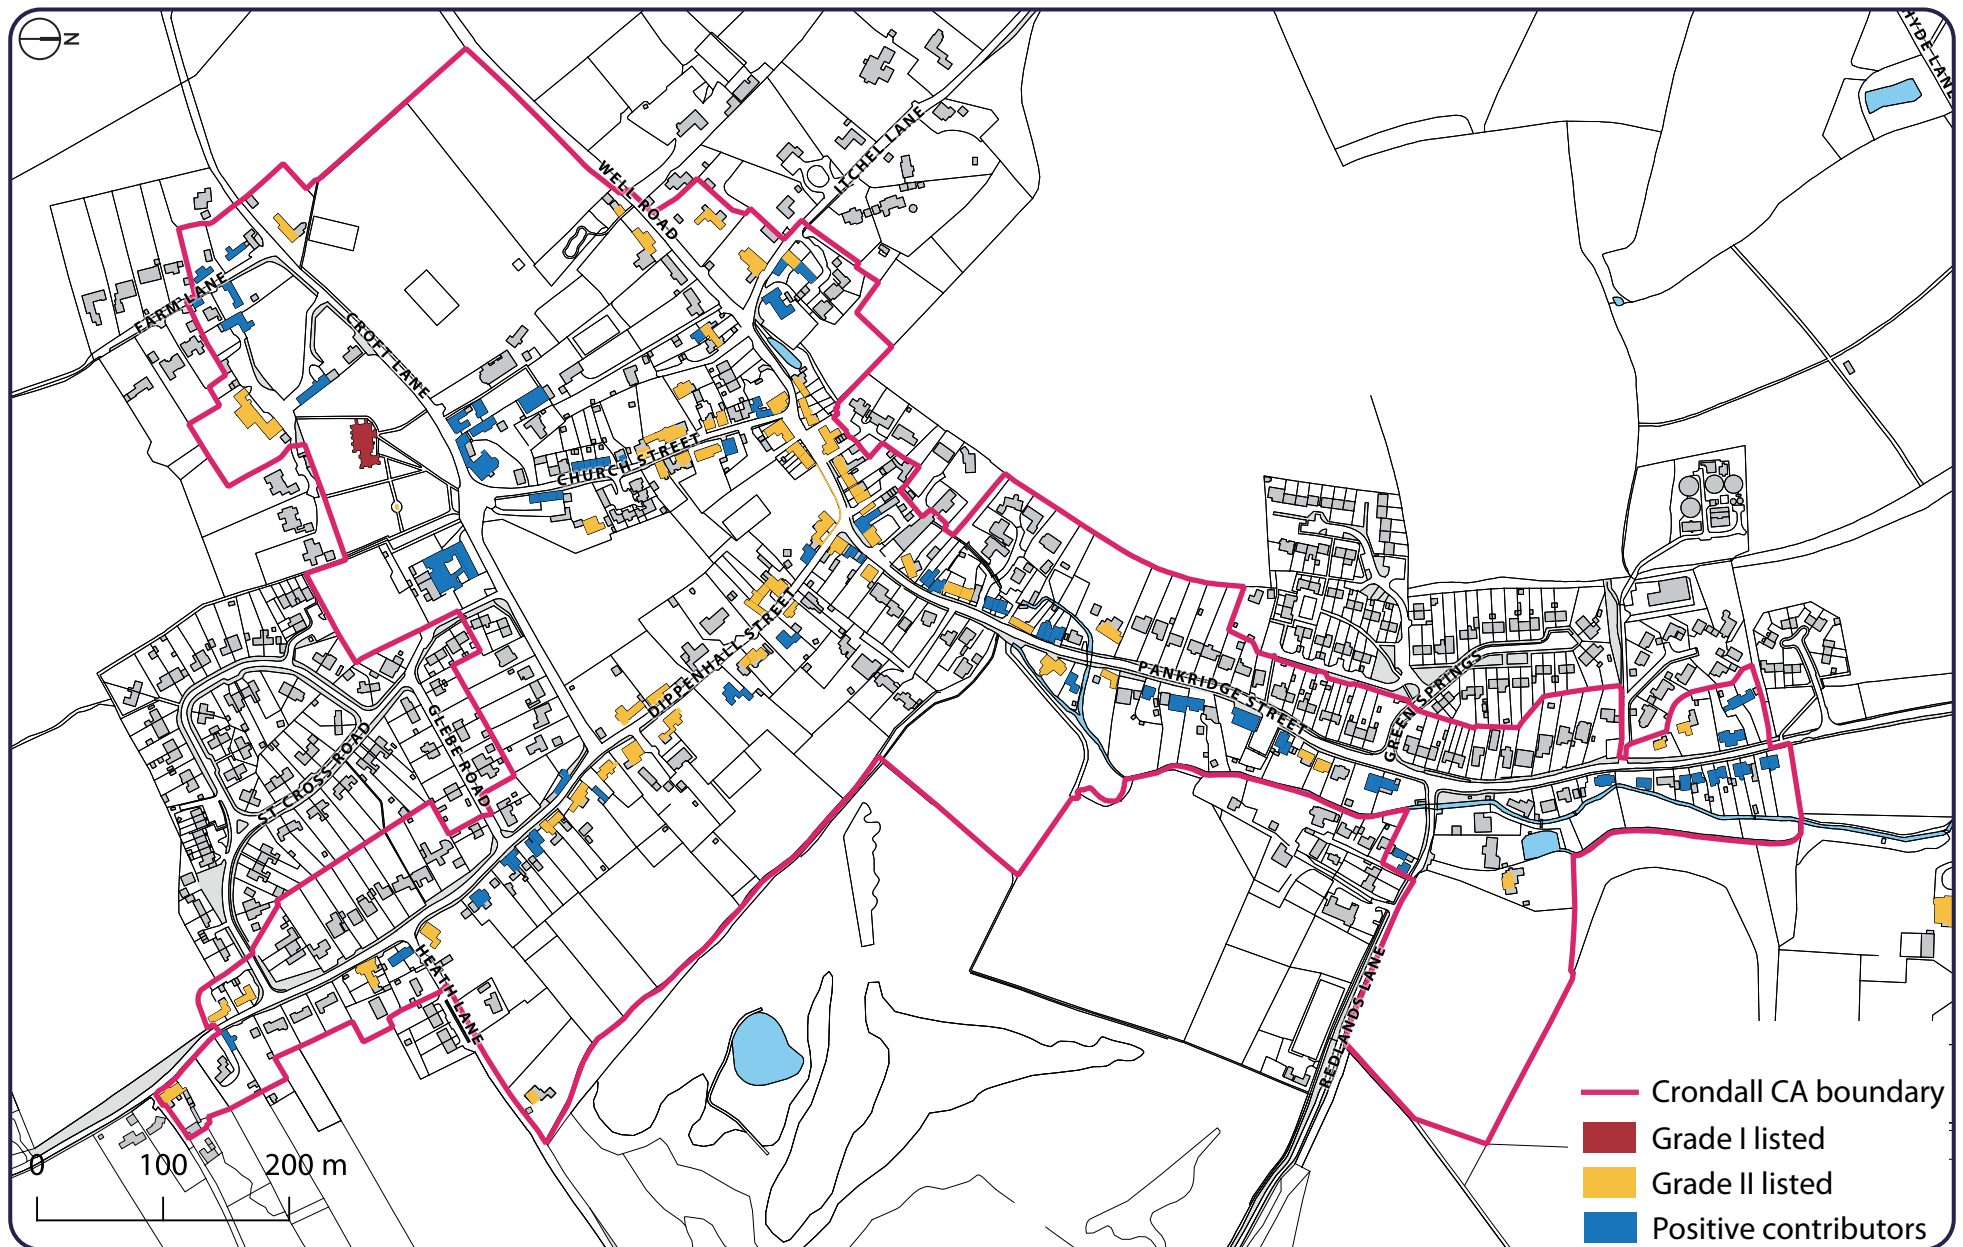 N
HYDE LANE
WELL ROAD
ITCHEL LANE
FARM LANE
CROFT LANE
CHURCH STREET
DIPPENHALL STREET
PANKRIDGE STREET
GREEN SPRINGS
GLEBE ROAD
ST CROSS ROAD
HEATH LANE
REDLANDS LANE
0 100 200 m
Crondall CA boundary
Grade I listed
Grade II listed
Positive contributors